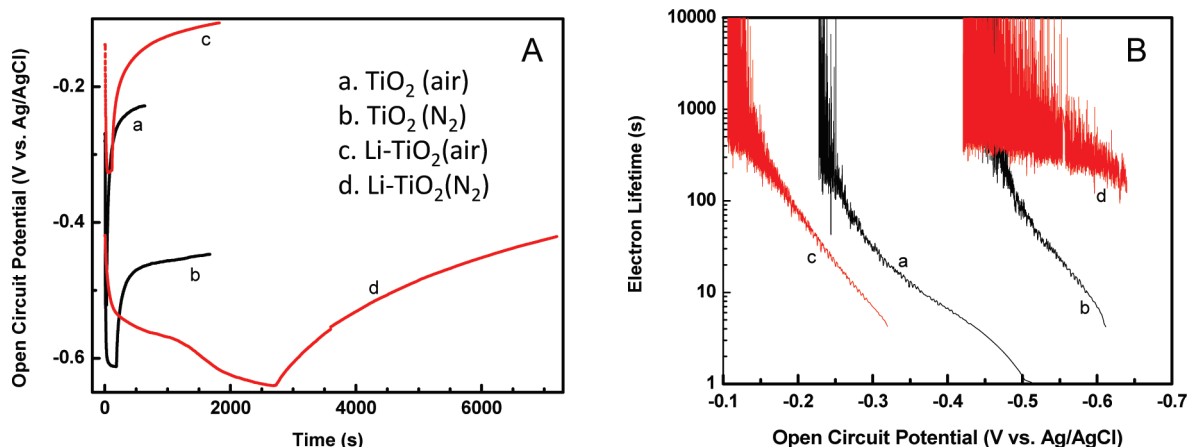 A
a. TiO₂ (air)
b. TiO₂ (N₂)
c. Li-TiO₂(air)
d. Li-TiO₂(N₂)
c
a
b
d
-0.2
-0.4
-0.6
0
2000
4000
6000
Open Circuit Potential (V vs. Ag/AgCl)
Time (s)
B
10000
1000
100
10
1
-0.1
-0.2
-0.3
-0.4
-0.5
-0.6
c
a
b
d
Electron Lifetime (s)
Open Circuit Potential (V vs. Ag/AgCl)